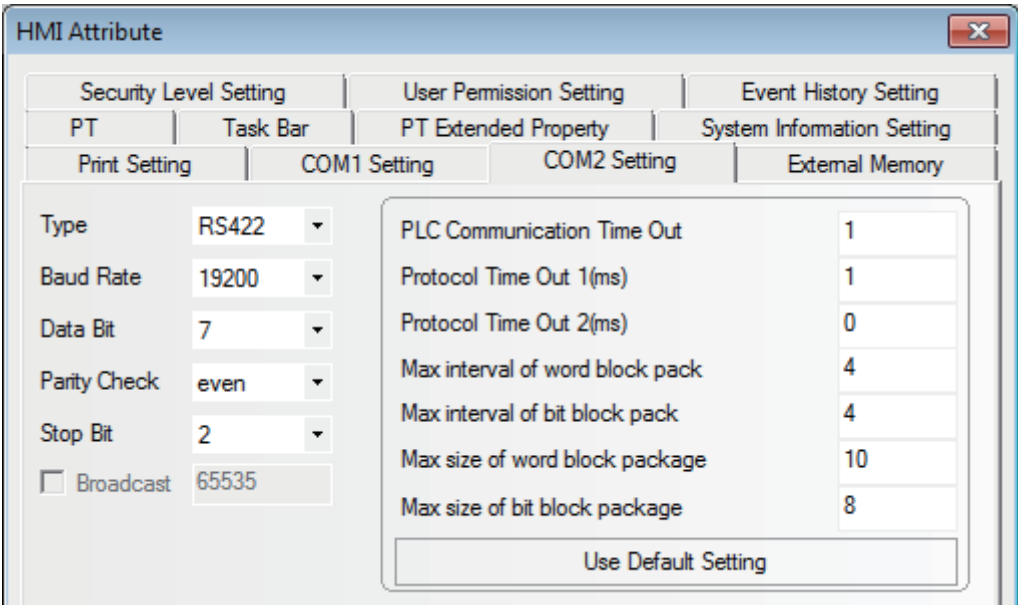 HMI Attribute
Security Level Setting User Permission Setting Event History Setting
PT Task Bar PT Extended Property System Information Setting
Print Setting COM1 Setting COM2 Setting External Memory
Type RS422
Baud Rate 19200
Data Bit 7
Parity Check even
Stop Bit 2
Broadcast 65535
PLC Communication Time Out 1
Protocol Time Out 1(ms) 1
Protocol Time Out 2(ms) 0
Max interval of word block pack 4
Max interval of bit block pack 4
Max size of word block package 10
Max size of bit block package 8
Use Default Setting